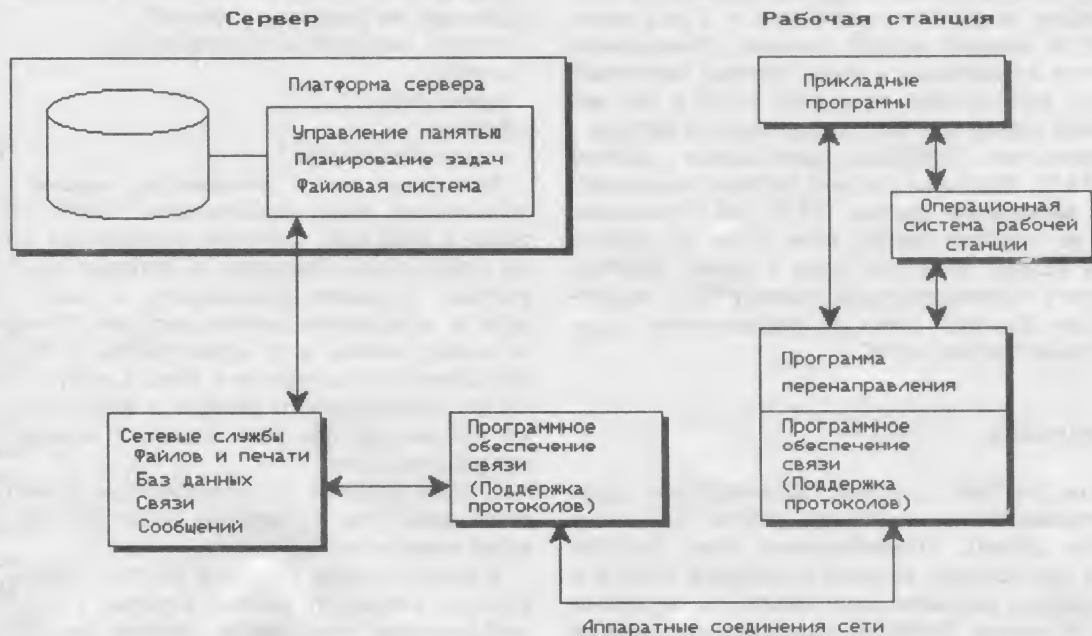 Сервер
Платформа сервера
Управление памятью
Планирование задач
Файловая система
Сетевые службы
Файлов и печати
Баз данных
Связи
Сообщений
Программное
обеспечение
связи
(Поддержка
протоколов)
Рабочая станция
Прикладные
программы
Операционная
система рабочей
станции
Программа
перенаправления
Программное
обеспечение
связи
(Поддержка
протоколов)
Аппаратные соединения сети